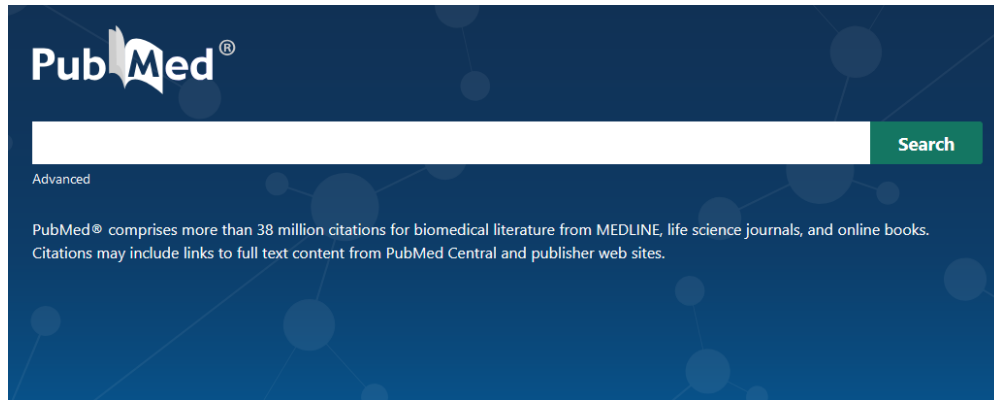 PubMed®
Search
Advanced
PubMed® comprises more than 38 million citations for biomedical literature from MEDLINE, life science journals, and online books.
Citations may include links to full text content from PubMed Central and publisher web sites.